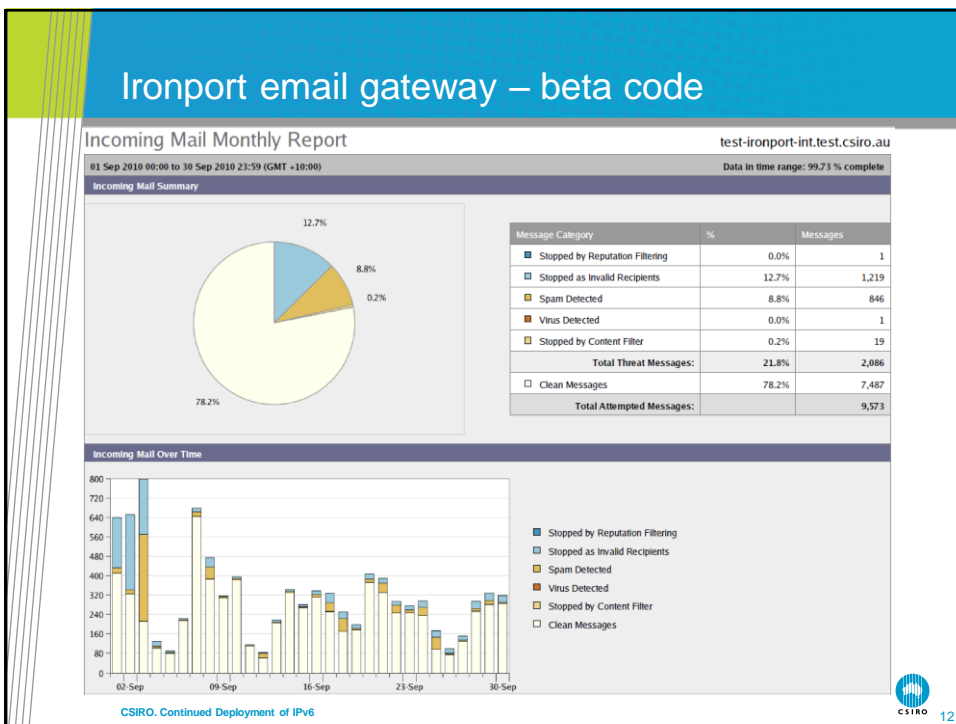 Ironport email gateway – beta code
Incoming Mail Monthly Report
test-ironport-int.test.csiro.au
01 Sep 2010 00:00 to 30 Sep 2010 23:59 (GMT +10:00)
Data in time range: 99.73 % complete
Incoming Mail Summary
12.7%
8.8%
0.2%
78.2%
Message Category % Messages
Stopped by Reputation Filtering 0.0% 1
Stopped as Invalid Recipients 12.7% 1,219
Spam Detected 8.8% 846
Virus Detected 0.0% 1
Stopped by Content Filter 0.2% 19
Total Threat Messages: 21.8% 2,086
Clean Messages 78.2% 7,487
Total Attempted Messages: 9,573
Incoming Mail Over Time
800
720
640
560
480
400
320
240
160
80
0
02-Sep 09-Sep 16-Sep 23-Sep 30-Sep
Stopped by Reputation Filtering
Stopped as Invalid Recipients
Spam Detected
Virus Detected
Stopped by Content Filter
Clean Messages
CSIRO. Continued Deployment of IPv6
CSIRO
12